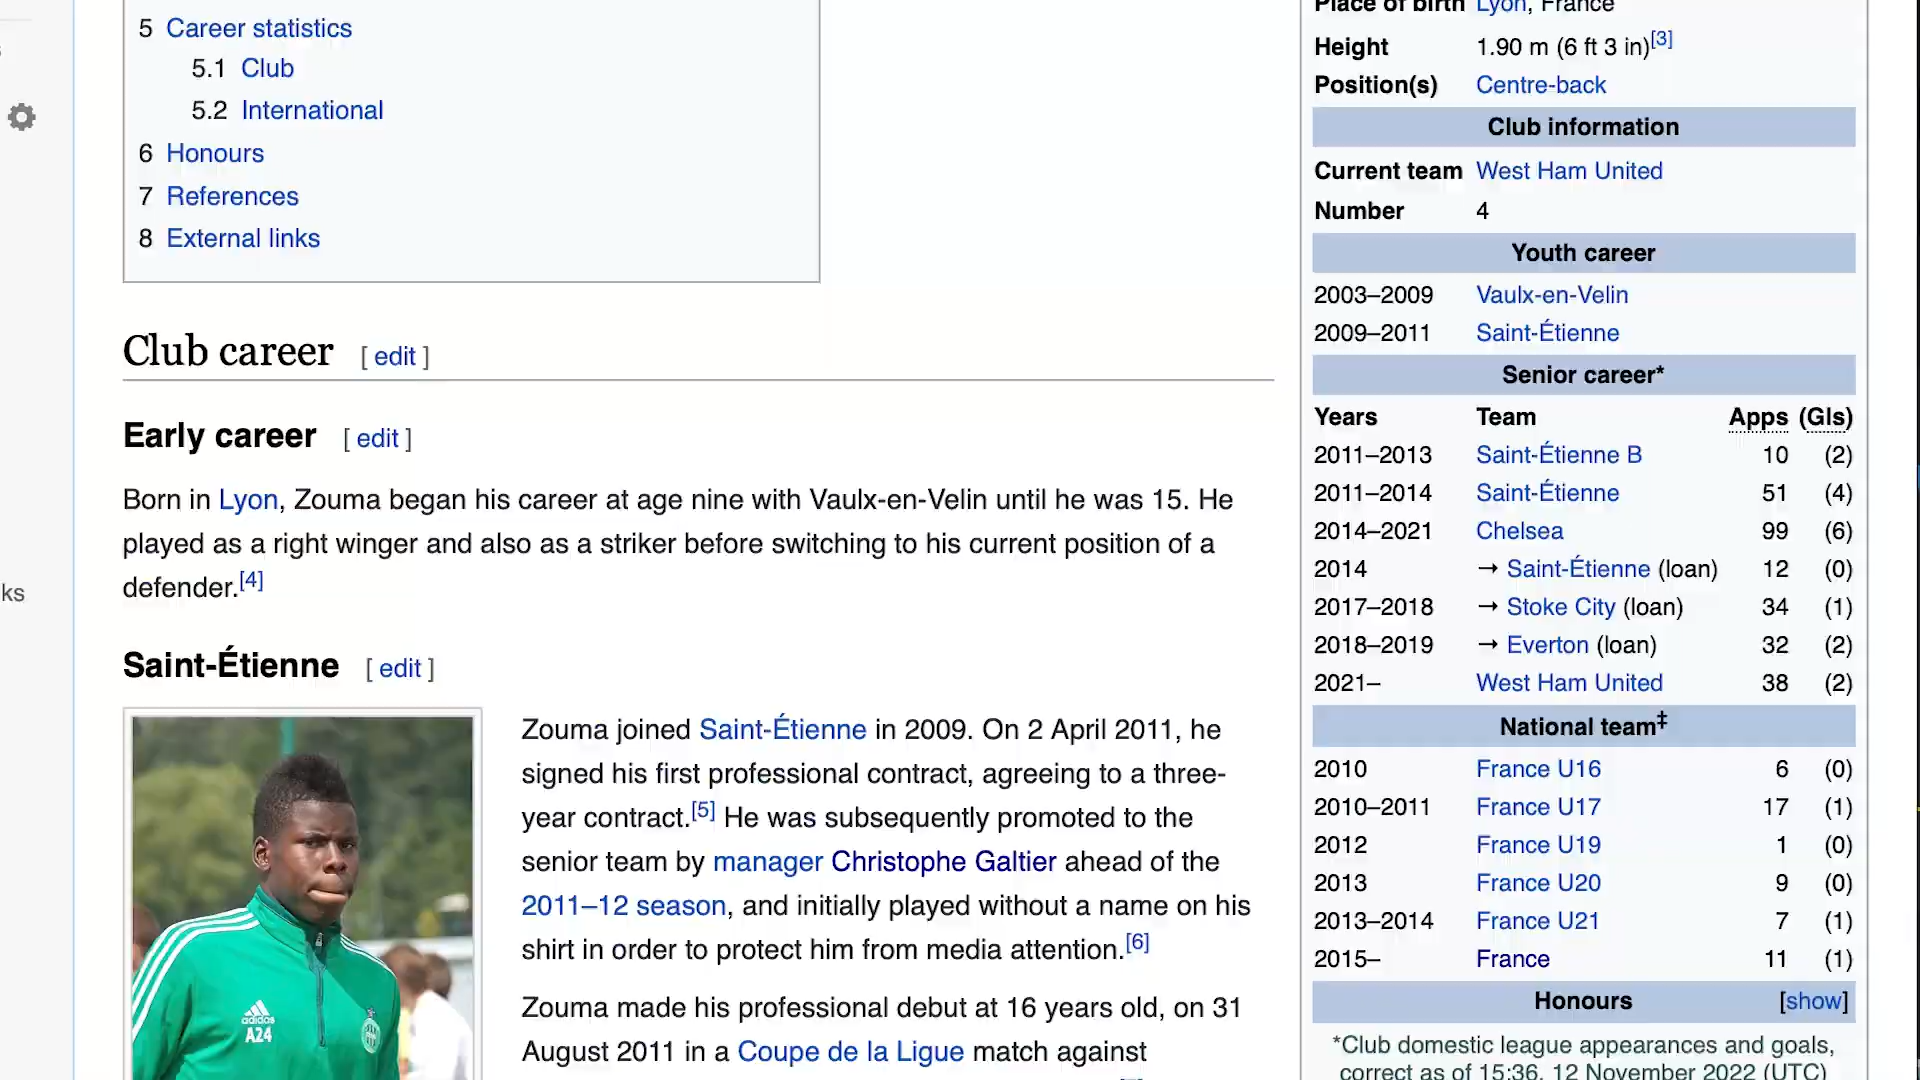 5 Career statistics
5.1 Club
5.2 International
6 Honours
7 References
8 External links
ks
Club career [ edit ]
Early career [ edit ]
Born in Lyon, Zouma began his career at age nine with Vaulx-en-Velin until he was 15. He
played as a right winger and also as a striker before switching to his current position of a
defender.[4]
Saint-Étienne [ edit ]
adidas
A24
Zouma joined Saint-Étienne in 2009. On 2 April 2011, he
signed his first professional contract, agreeing to a three-
year contract.[5] He was subsequently promoted to the
senior team by manager Christophe Galtier ahead of the
2011–12 season, and initially played without a name on his
shirt in order to protect him from media attention.[6]
Zouma made his professional debut at 16 years old, on 31
August 2011 in a Coupe de la Ligue match against
Place of birth Lyon, France
Height 1.90 m (6 ft 3 in)[3]
Position(s) Centre-back
Club information
Current team West Ham United
Number 4
Youth career
2003–2009 Vaulx-en-Velin
2009–2011 Saint-Étienne
Senior career*
Years Team Apps (Gls)
2011–2013 Saint-Étienne B 10 (2)
2011–2014 Saint-Étienne 51 (4)
2014–2021 Chelsea 99 (6)
2014 → Saint-Étienne (loan) 12 (0)
2017–2018 → Stoke City (loan) 34 (1)
2018–2019 → Everton (loan) 32 (2)
2021– West Ham United 38 (2)
National team‡
2010 France U16 6 (0)
2010–2011 France U17 17 (1)
2012 France U19 1 (0)
2013 France U20 9 (0)
2013–2014 France U21 7 (1)
2015– France 11 (1)
Honours [show]
*Club domestic league appearances and goals,
correct as of 15:36, 12 November 2022 (UTC)